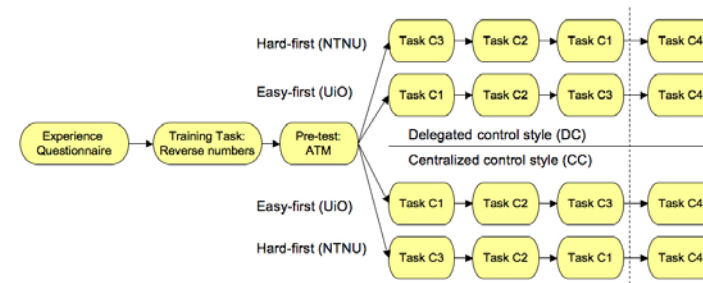 Hard-first (NTNU)
Task C3
Task C2
Task C1
Task C4
Easy-first (UiO)
Task C1
Task C2
Task C3
Task C4
Experience
Questionnaire
Training Task:
Reverse numbers
Pre-test:
ATM
Delegated control style (DC)
Centralized control style (CC)
Easy-first (UiO)
Task C1
Task C2
Task C3
Task C4
Hard-first (NTNU)
Task C3
Task C2
Task C1
Task C4